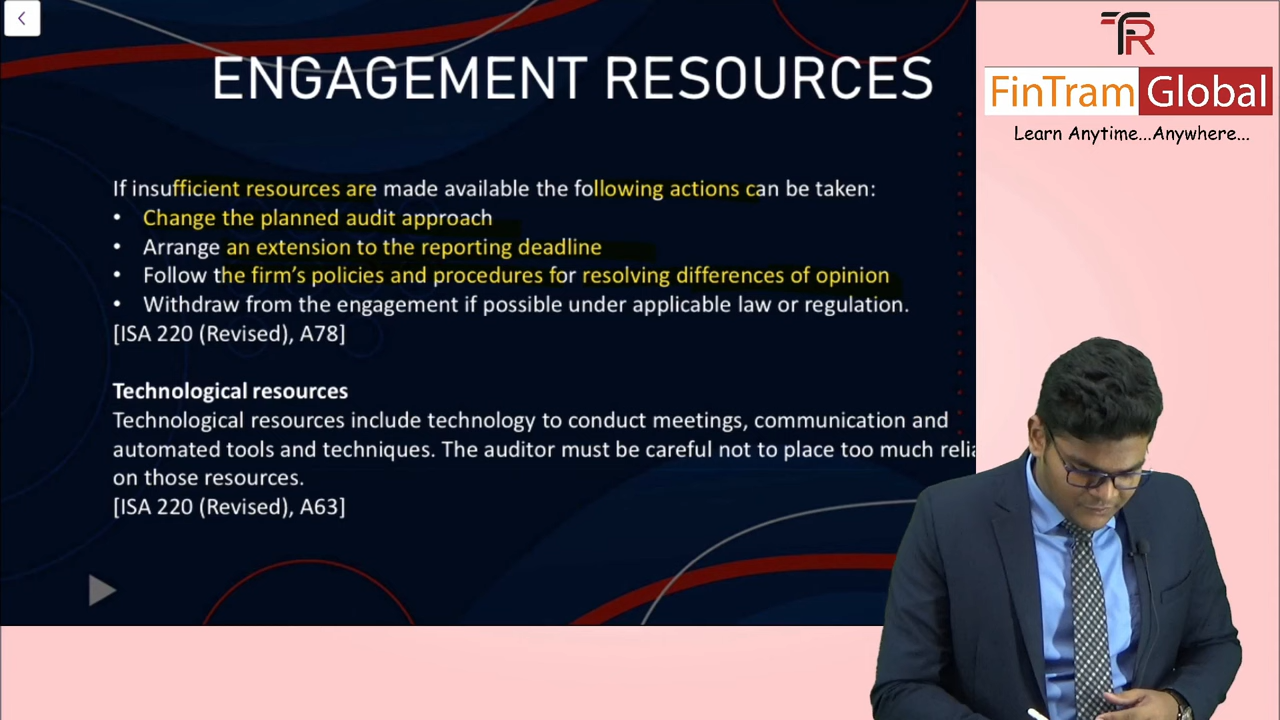 ENGAGEMENT RESOURCES
TR
FinTram Global
Learn Anytime...Anywhere...
If insufficient resources are made available the following actions can be taken:
• Change the planned audit approach
• Arrange an extension to the reporting deadline
• Follow the firm's policies and procedures for resolving differences of opinion
• Withdraw from the engagement if possible under applicable law or regulation.
[ISA 220 (Revised), A78]
Technological resources
Technological resources include technology to conduct meetings, communication and
automated tools and techniques. The auditor must be careful not to place too much
on those resources.
[ISA 220 (Revised), A63]